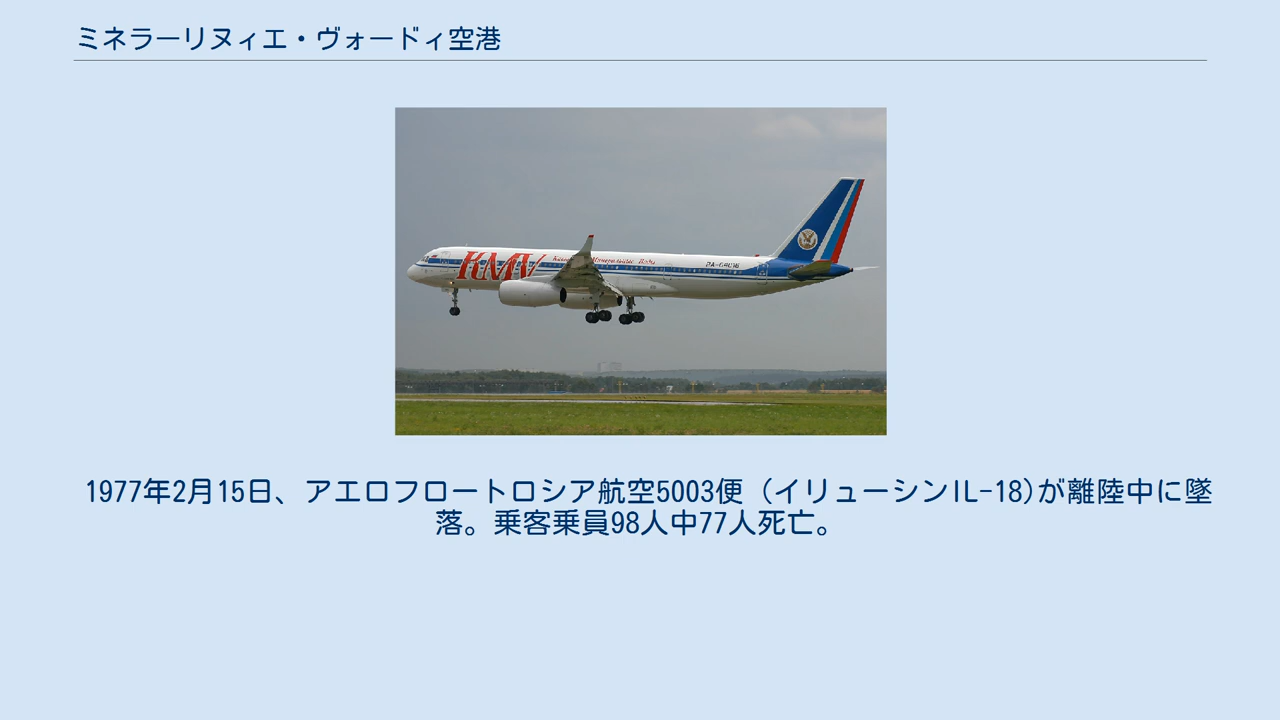 ミネラーリヌィエ・ヴォードィ空港
KMV
1977年2月15日、アエロフロートロシア航空5003便 (イリューシンIL-18)が離陸中に墜
落。乗客乗員98人中77人死亡。